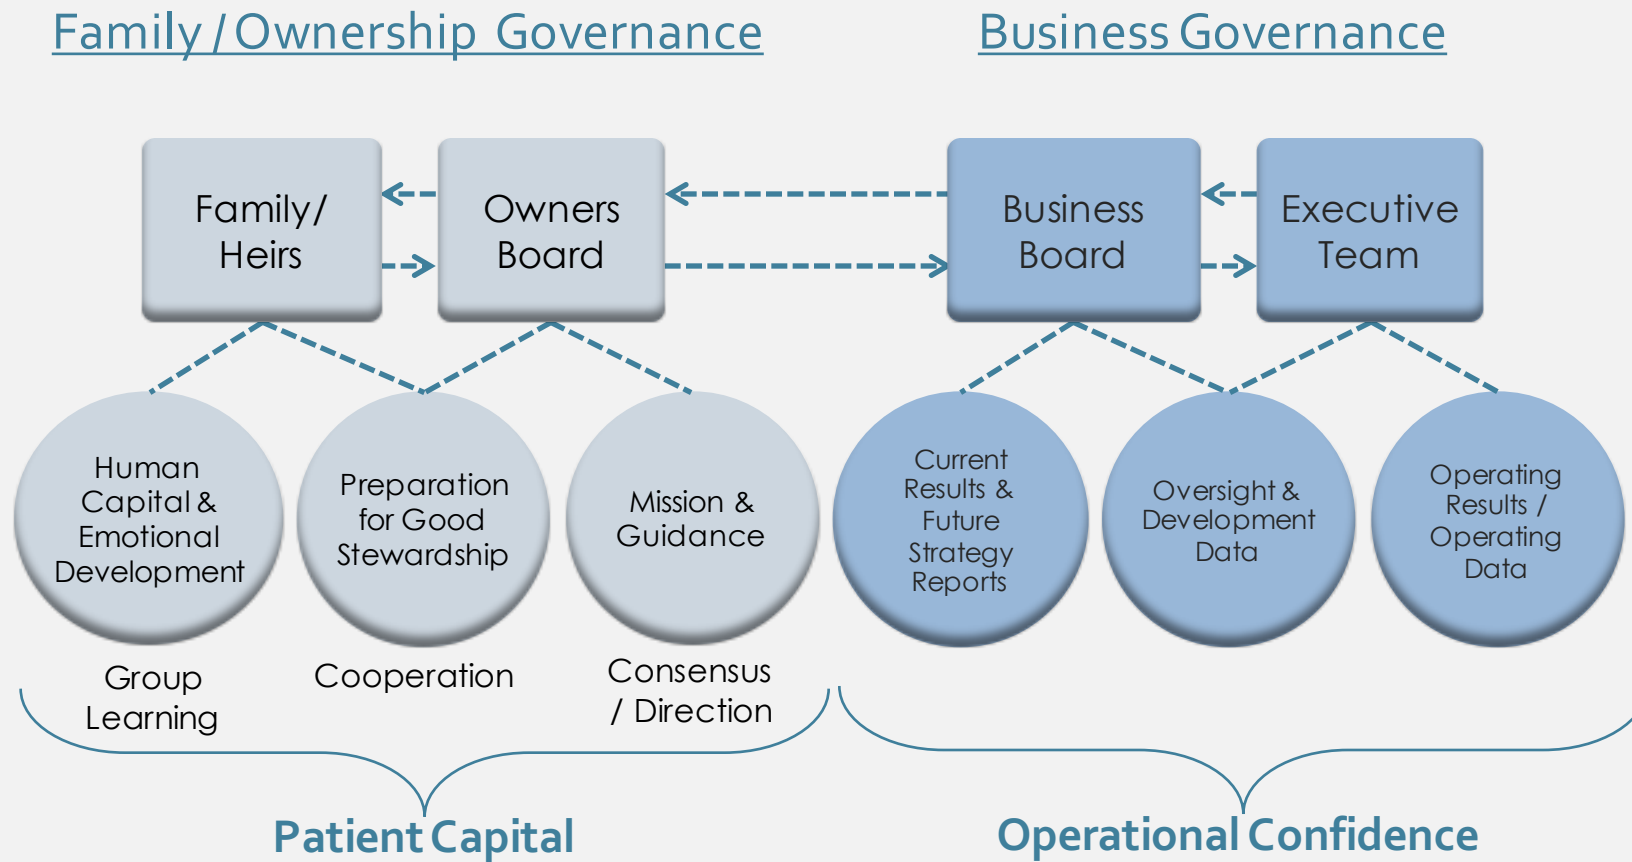 Family / Ownership Governance
Business Governance
Family/
Heirs
Owners
Board
Business
Board
Executive
Team
Human
Capital &
Emotional
Development
Preparation
for Good
Stewardship
Mission &
Guidance
Current
Results &
Future
Strategy
Reports
Oversight &
Development
Data
Operating
Results /
Operating
Data
Group
Learning
Cooperation
Consensus
/ Direction
Patient Capital
Operational Confidence